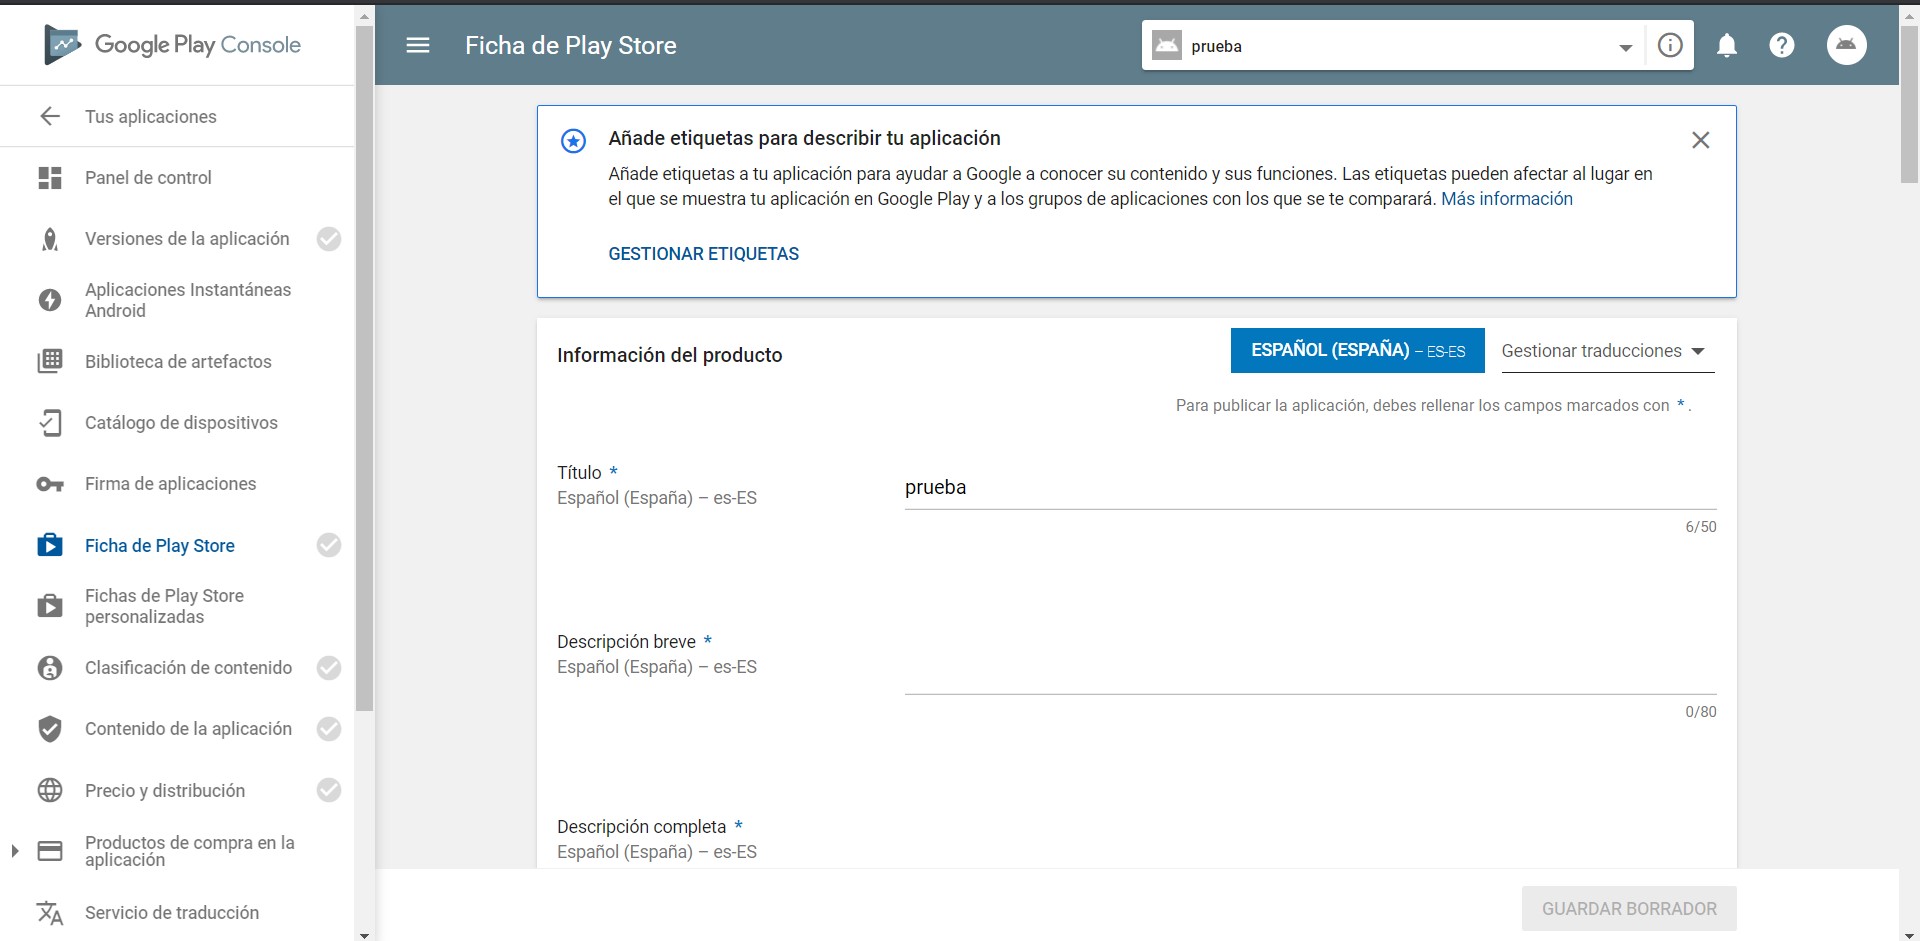 Google Play Console
Tus aplicaciones
Panel de control
Versiones de la aplicación
Aplicaciones Instantáneas
Android
Biblioteca de artefactos
Catálogo de dispositivos
Firma de aplicaciones
Ficha de Play Store
Fichas de Play Store
personalizadas
Clasificación de contenido
Contenido de la aplicación
Precio y distribución
Productos de compra en la
aplicación
Servicio de traducción
Ficha de Play Store
prueba
Añade etiquetas para describir tu aplicación
Añade etiquetas a tu aplicación para ayudar a Google a conocer su contenido y sus funciones. Las etiquetas pueden afectar al lugar en
el que se muestra tu aplicación en Google Play y a los grupos de aplicaciones con los que se te comparará. Más información
GESTIONAR ETIQUETAS
Información del producto
ESPAÑOL (ESPAÑA) – ES-ES
Gestionar traducciones
Para publicar la aplicación, debes rellenar los campos marcados con * .
Título *
Español (España) – es-ES
prueba
6/50
Descripción breve *
Español (España) – es-ES
0/80
Descripción completa *
Español (España) – es-ES
GUARDAR BORRADOR